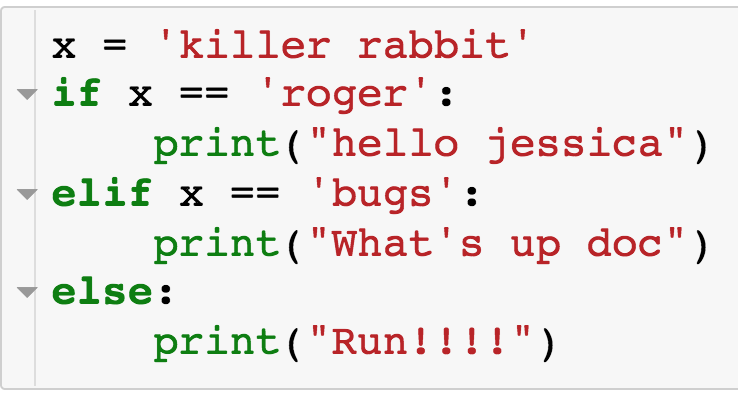 x = 'killer rabbit'
if x == 'roger':
    print("hello jessica")
elif x == 'bugs':
    print("What's up doc")
else:
    print("Run!!!!")